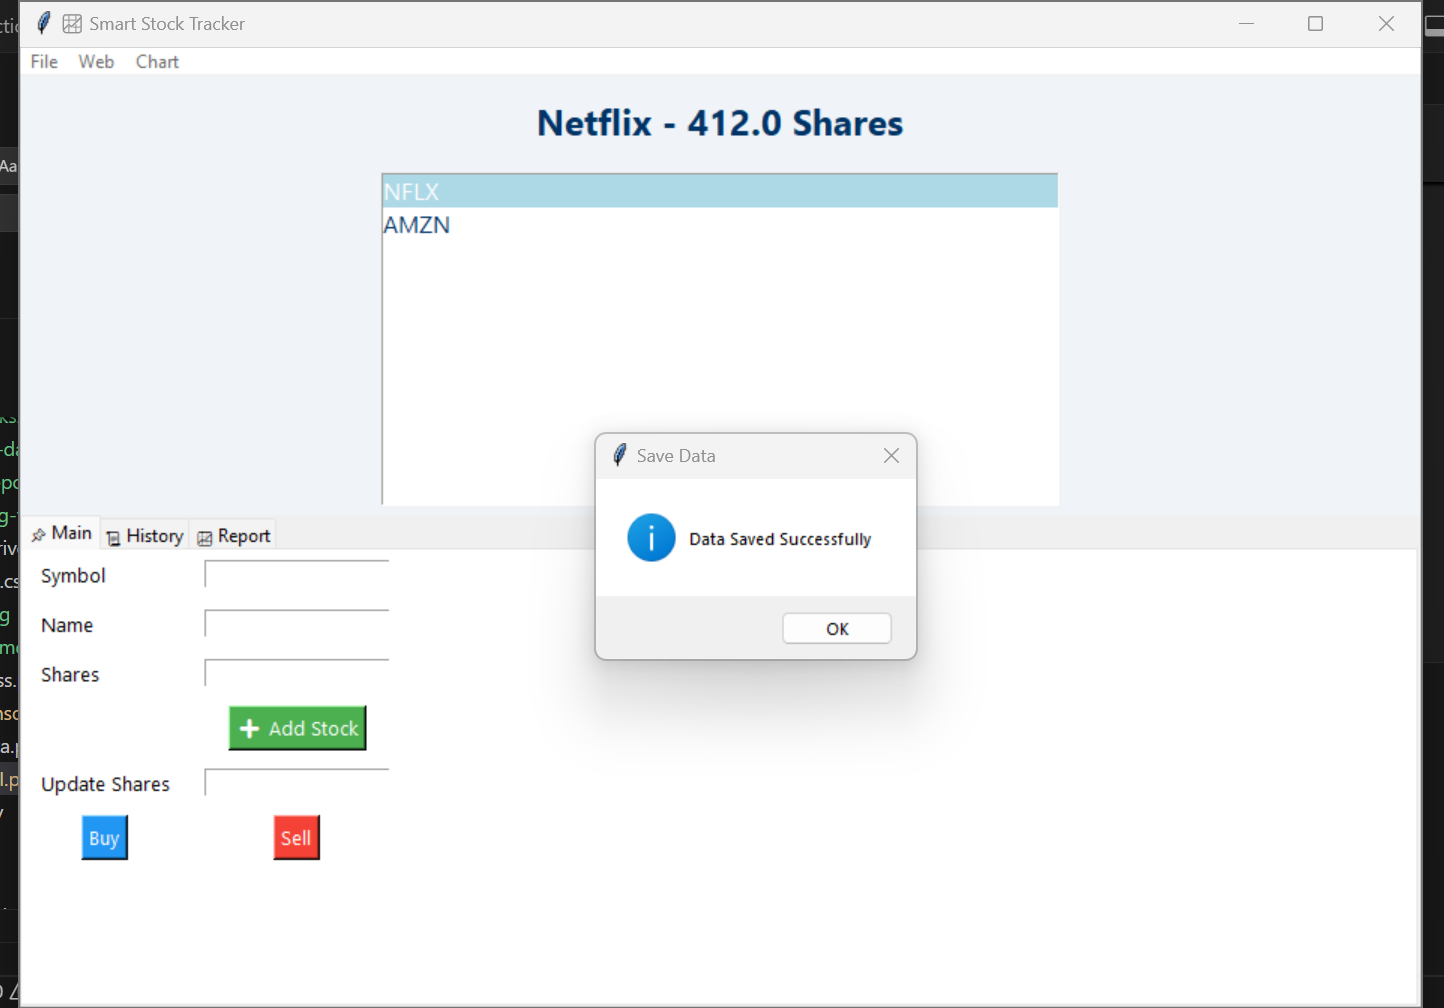 Smart Stock Tracker
File Web Chart
Netflix - 412.0 Shares
NFLX
AMZN
Save Data
Data Saved Successfully
OK
Main History Report
Symbol
Name
Shares
+ Add Stock
Update Shares
Buy Sell